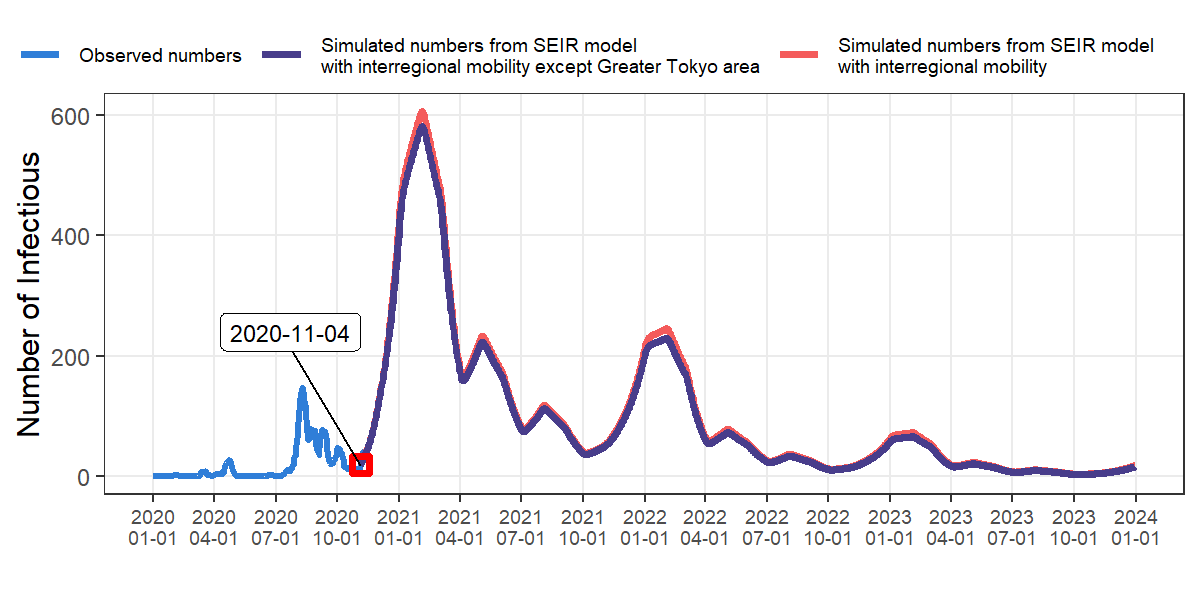 Observed numbers
Simulated numbers from SEIR model
with interregional mobility except Greater Tokyo area
Simulated numbers from SEIR model
with interregional mobility
Number of Infectious
600
400
200
0
2020-11-04
2020 2020 2020 2020 2021 2021 2021 2021 2022 2022 2022 2022 2023 2023 2023 2023 2024
01-01 04-01 07-01 10-01 01-01 04-01 07-01 10-01 01-01 04-01 07-01 10-01 01-01 04-01 07-01 10-01 01-01